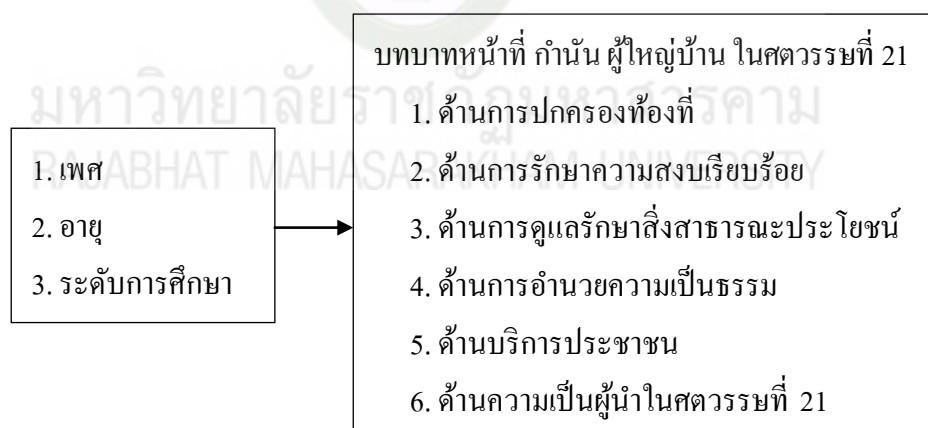 บทบาทหน้าที่ กำนัน ผู้ใหญ่บ้าน ในศตวรรษที่ 21
1. ด้านการปกครองท้องที่
2. ด้านการรักษาความสงบเรียบร้อย
3. ด้านการดูแลรักษาสิ่งสาธารณะประโยชน์
4. ด้านการอำนวยความเป็นธรรม
5. ด้านบริการประชาชน
6. ด้านความเป็นผู้นำในศตวรรษที่ 21
1. เพศ
2. อายุ
3. ระดับการศึกษา
มหาวิทยาลัยราชภัฏมหาสารคาม
RAJABHAT MAHASARAKHAM UNIVERSITY